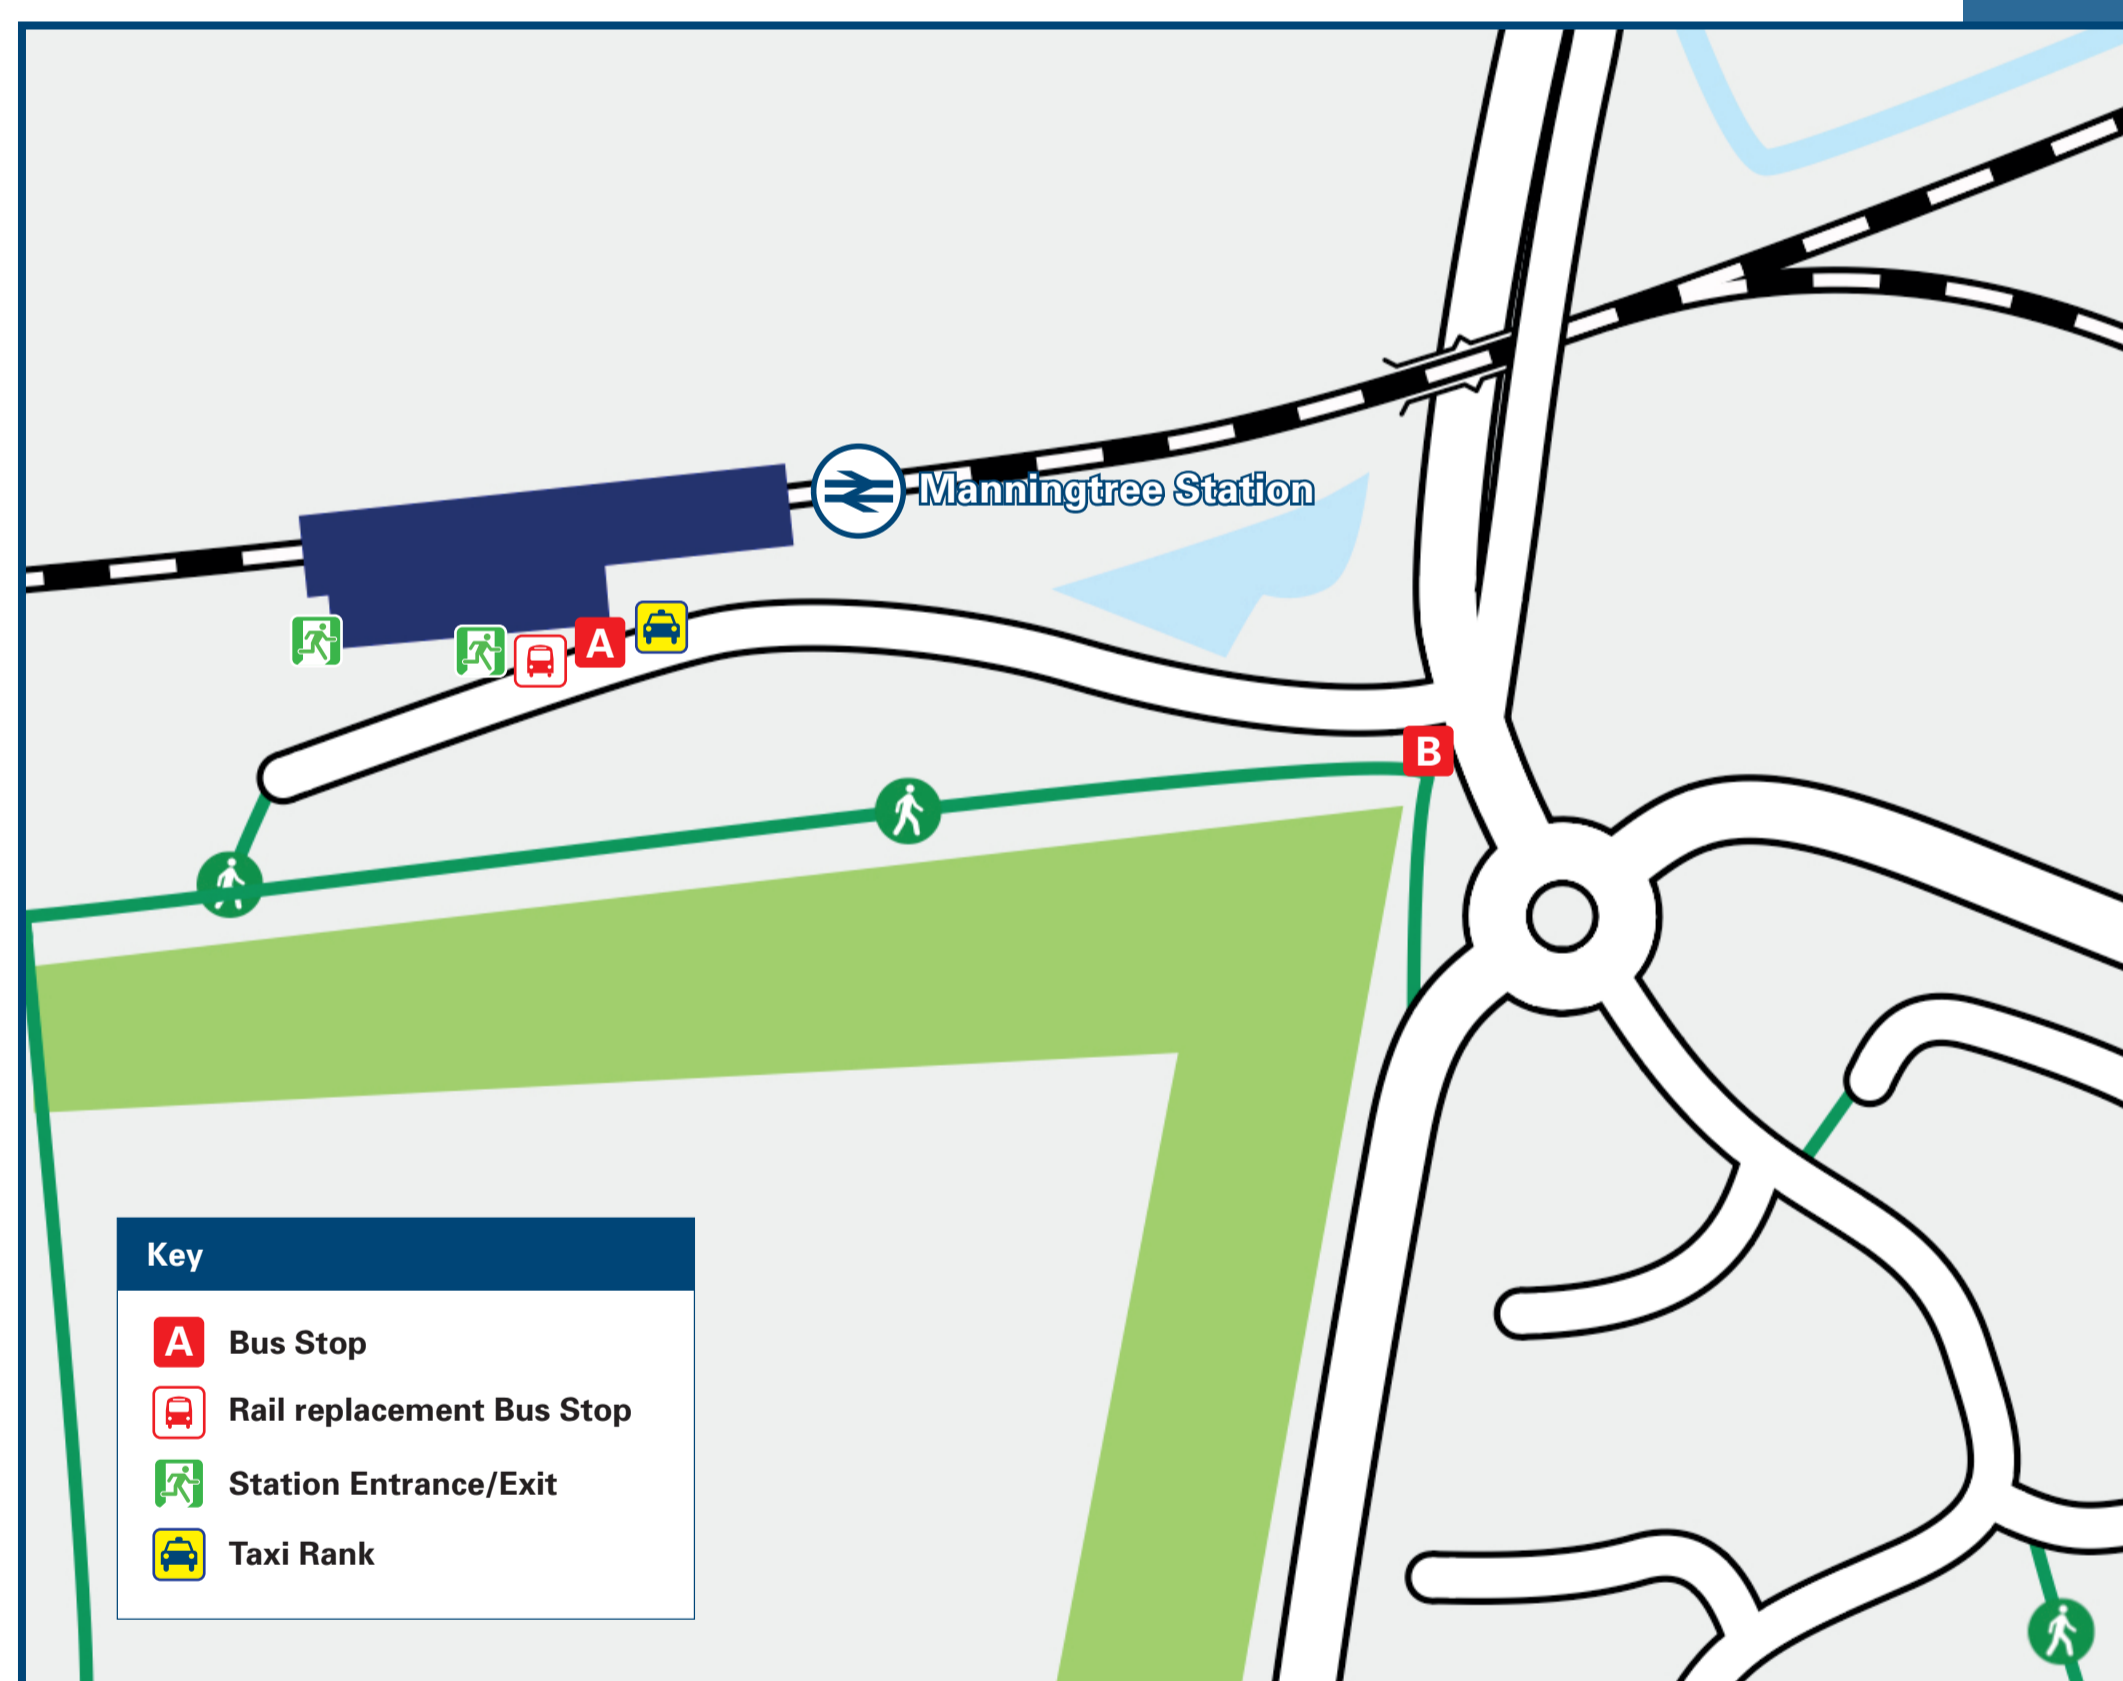 Manningtree Station
A
B
Key
A Bus Stop
Rail replacement Bus Stop
Station Entrance/Exit
Taxi Rank